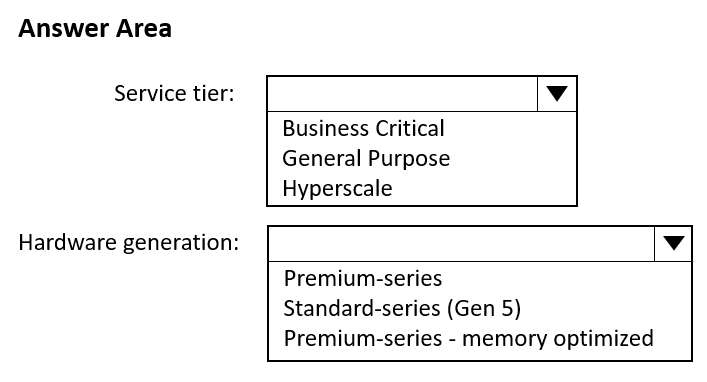 Answer Area
Service tier:
Business Critical
General Purpose
Hyperscale
Hardware generation:
Premium-series
Standard-series (Gen 5)
Premium-series - memory optimized